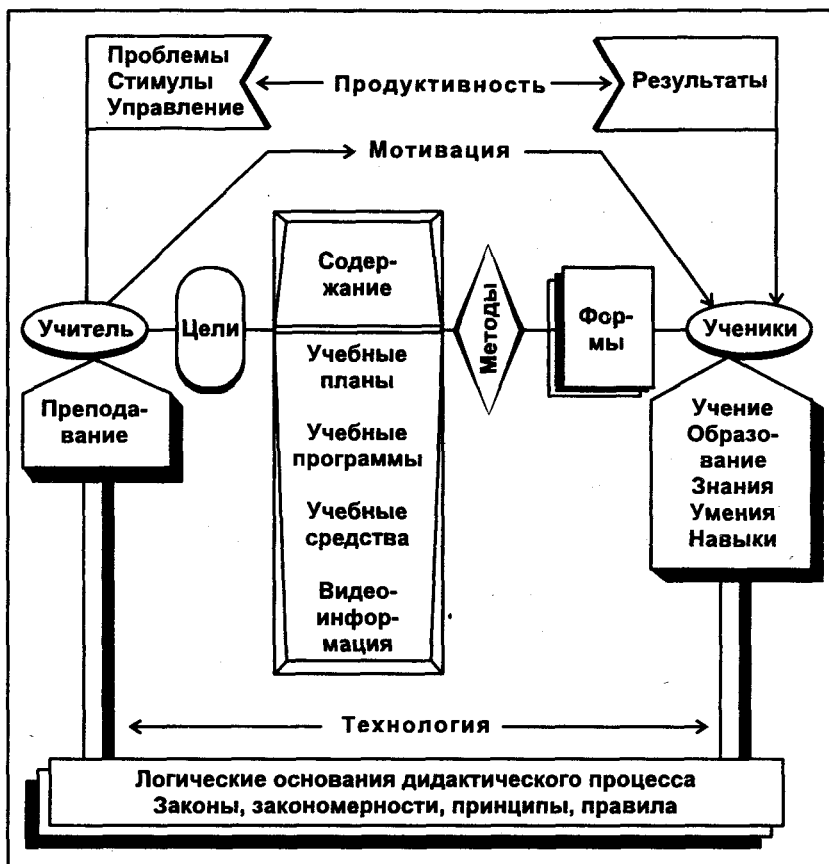 Проблемы
Стимулы
Управление
Продуктивность
Результаты
Мотивация
Содер-
жание
Учитель
Цели
Методы
Фор-
мы
Ученики
Учебные
планы
Учебные
программы
Учебные
средства
Видео-
инфор-
мация
Препода-
вание
Учение
Образо-
вание
Знания
Умения
Навыки
Технология
Логические основания дидактического процесса
Законы, закономерности, принципы, правила